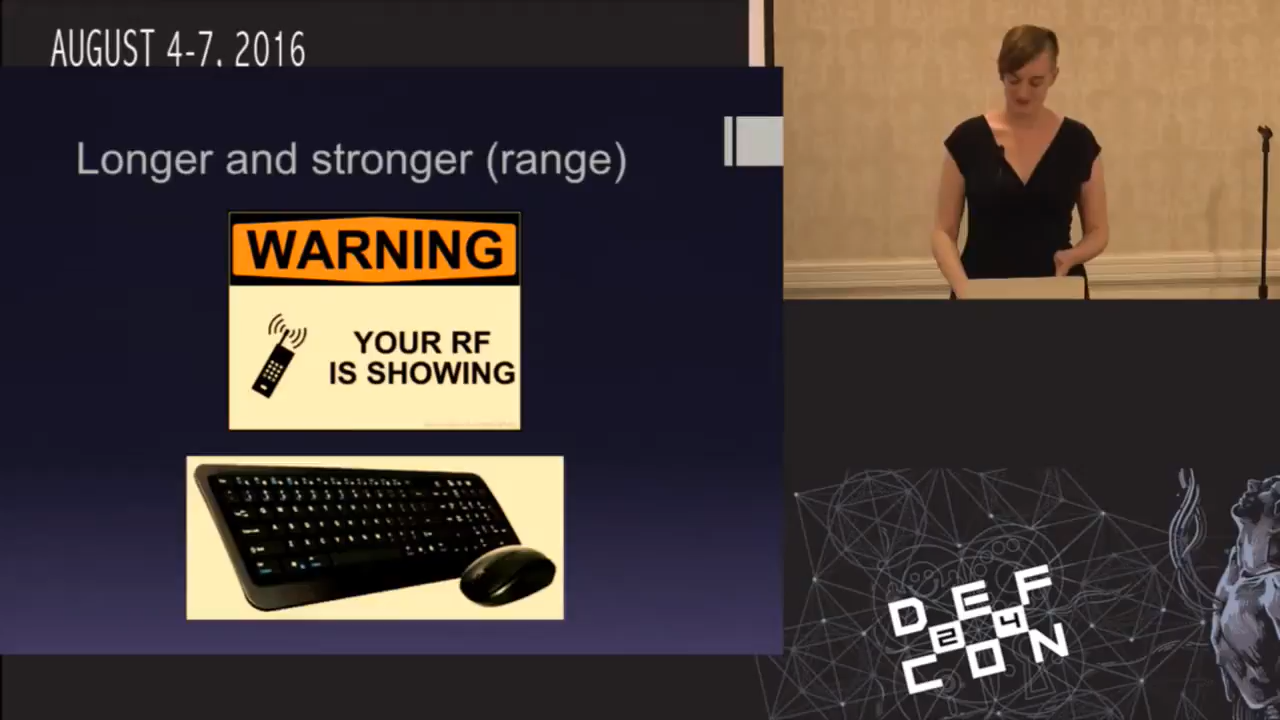 AUGUST 4-7, 2016
Longer and stronger (range)
WARNING
YOUR RF
IS SHOWING
DEF
24
CON